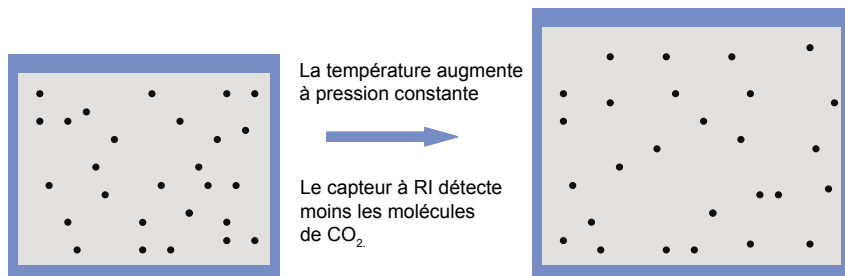 La température augmente
à pression constante
Le capteur à RI détecte
moins les molécules
de CO₂.